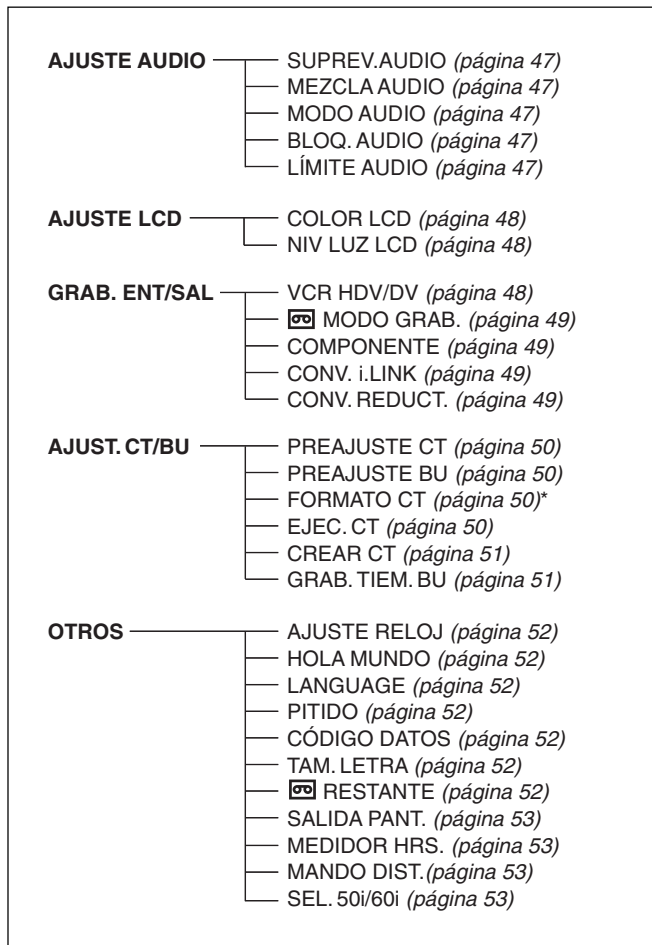 AJUSTE AUDIO SUPREV.AUDIO (página 47)
MEZCLA AUDIO (página 47)
MODO AUDIO (página 47)
BLOQ. AUDIO (página 47)
LÍMITE AUDIO (página 47)
AJUSTE LCD COLOR LCD (página 48)
NIV LUZ LCD (página 48)
GRAB. ENT/SAL VCR HDV/DV (página 48)
MODO GRAB. (página 49)
COMPONENTE (página 49)
CONV. i.LINK (página 49)
CONV. REDUCT. (página 49)
AJUST. CT/BU PREAJUSTE CT (página 50)
PREAJUSTE BU (página 50)
FORMATO CT (página 50)*
EJEC. CT (página 50)
CREAR CT (página 51)
GRAB. TIEM. BU (página 51)
OTROS AJUSTE RELOJ (página 52)
HOLA MUNDO (página 52)
LANGUAGE (página 52)
PITIDO (página 52)
CÓDIGO DATOS (página 52)
TAM. LETRA (página 52)
RESTANTE (página 52)
SALIDA PANT. (página 53)
MEDIDOR HRS. (página 53)
MANDO DIST.(página 53)
SEL. 50i/60i (página 53)